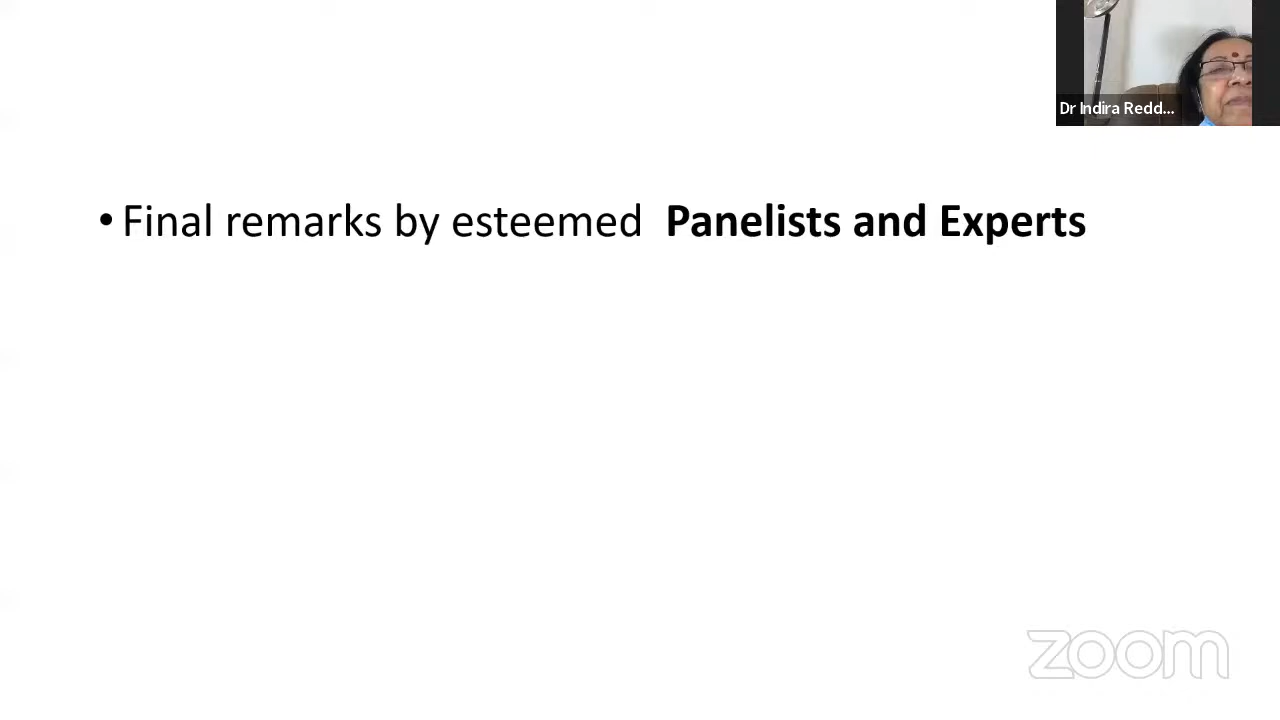 Dr Indira Redd...
• Final remarks by esteemed Panelists and Experts
zoom